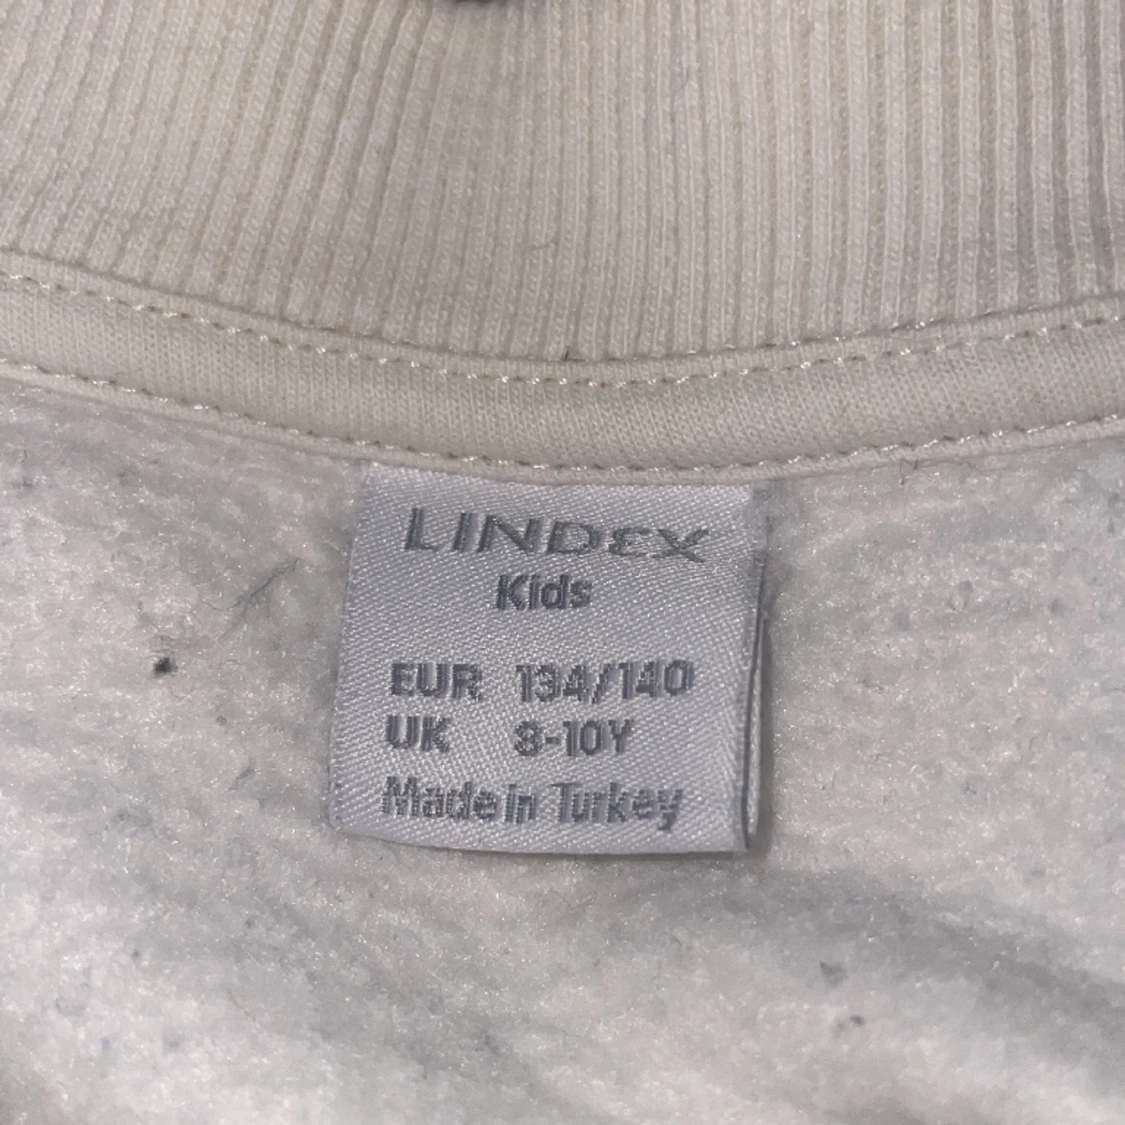 LINDEX
Kids
EUR 134/140
UK 8-10Y
Made in Turkey